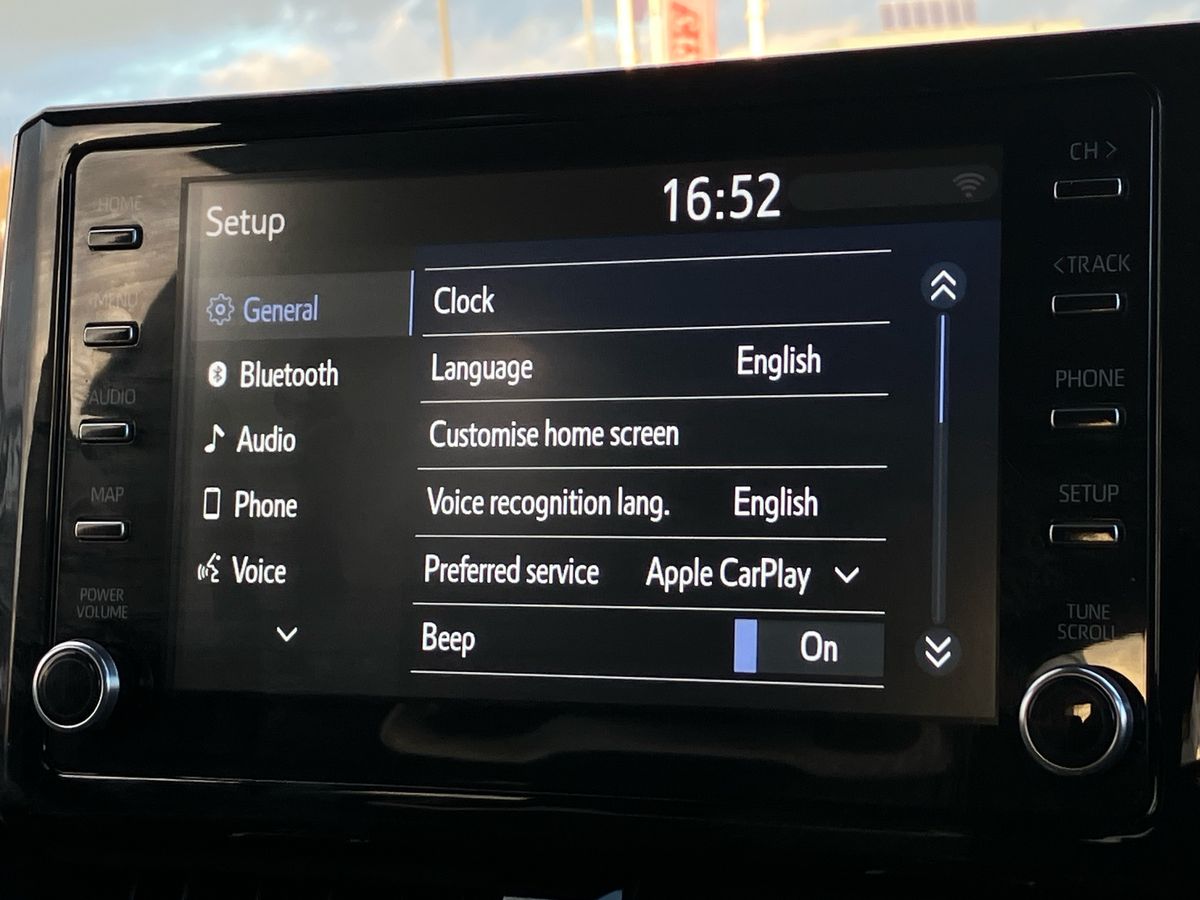 HOME
MENU
AUDIO
MAP
POWER
VOLUME
Setup
16:52
General
Bluetooth
Audio
Phone
Voice
Clock
Language English
Customise home screen
Voice recognition lang. English
Preferred service Apple CarPlay
Beep On
CH >
<TRACK
PHONE
SETUP
TUNE
SCROLL